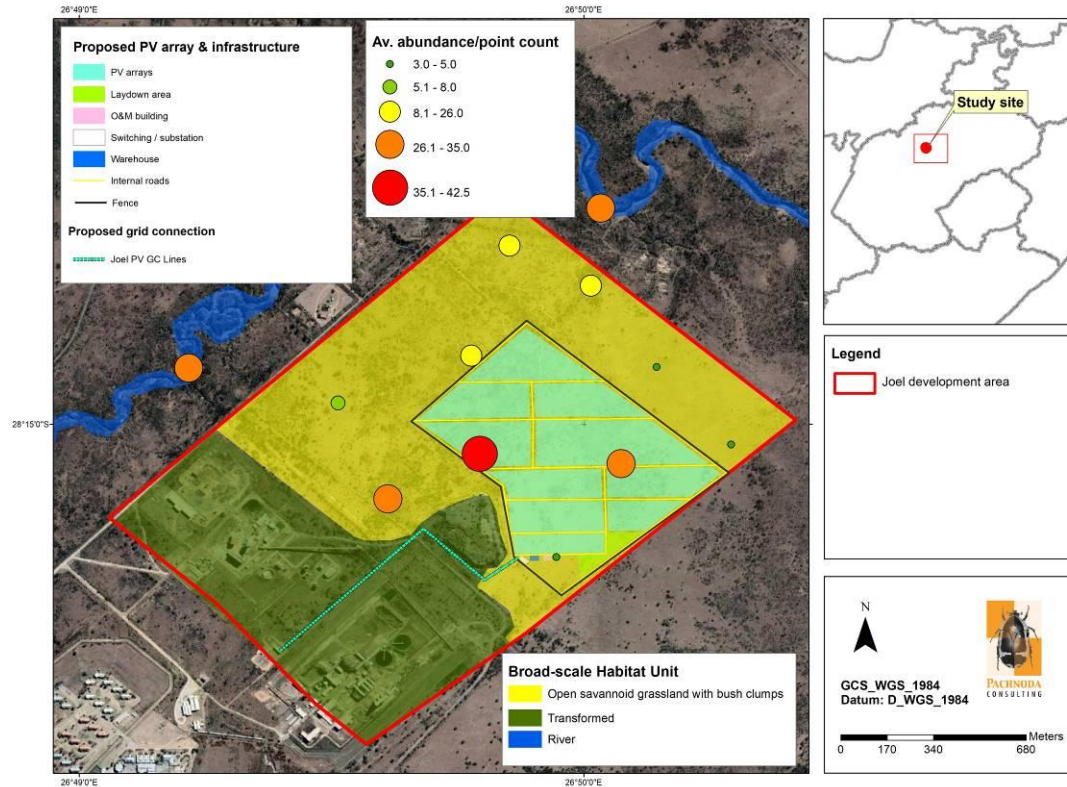 26°49'0"E
26°50'0"E
Proposed PV array & infrastructure
PV arrays
Laydown area
O&M building
Switching / substation
Warehouse
Internal roads
Fence
Proposed grid connection
Joel PV GC Lines
Av. abundance/point count
3.0 - 5.0
5.1 - 8.0
8.1 - 26.0
26.1 - 35.0
35.1 - 42.5
Study site
28°15'0"S
28°15'0"S
Legend
Joel development area
Broad-scale Habitat Unit
Open savannoid grassland with bush clumps
Transformed
River
N
PACHNODA
CONSULTING
GCS_WGS_1984
Datum: D_WGS_1984
Meters
0 170 340 680
26°49'0"E
26°50'0"E